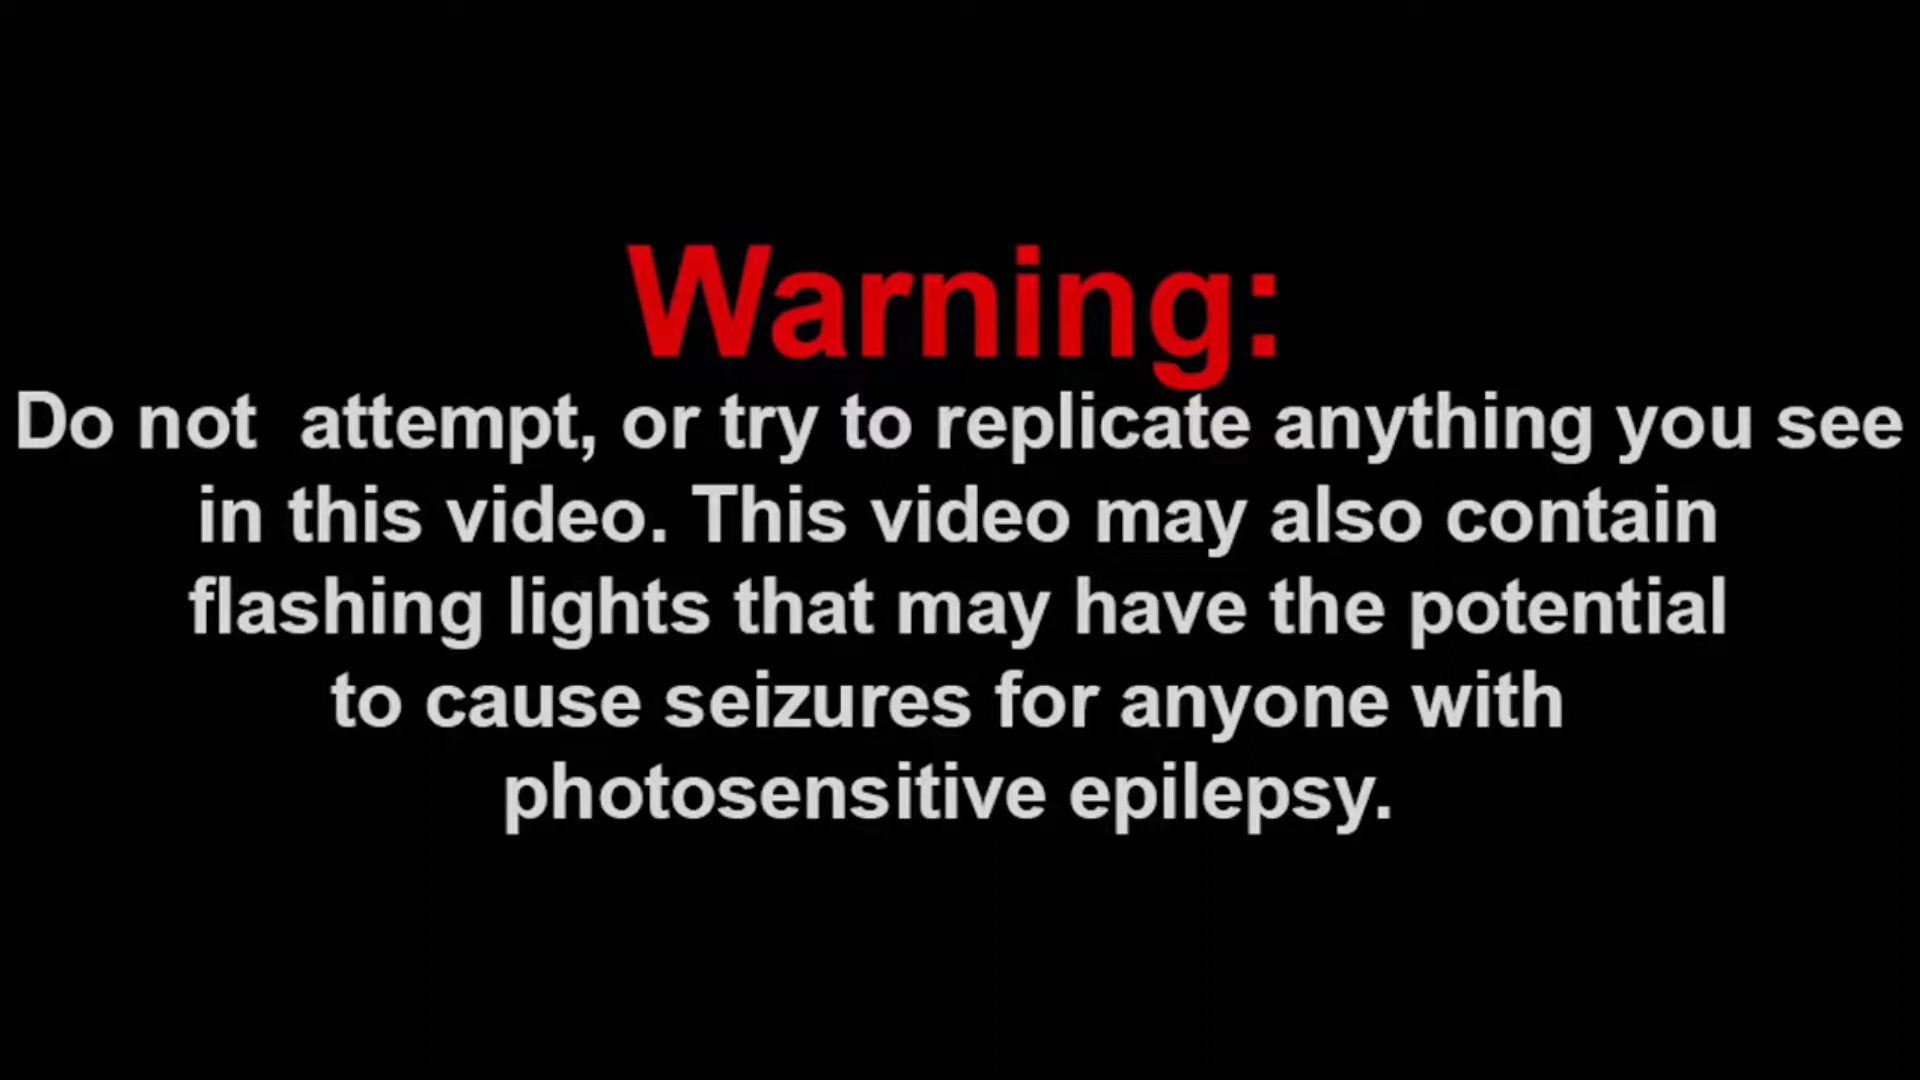 Warning:
Do not  attempt, or try to replicate anything you see
in this video. This video may also contain
flashing lights that may have the potential
to cause seizures for anyone with
photosensitive epilepsy.